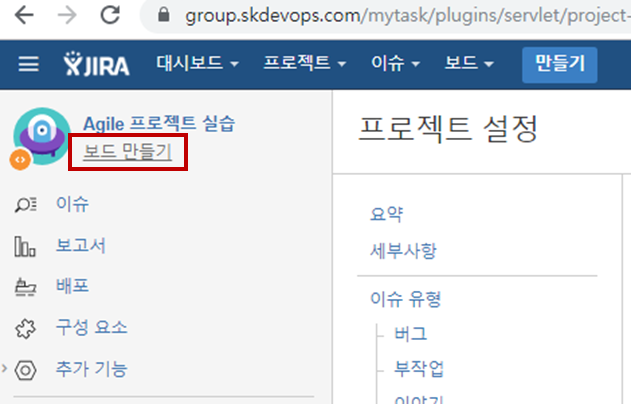 group.skdevops.com/mytask/plugins/servlet/project-
JIRA 대시보드 프로젝트 이슈 보드 만들기
Agile 프로젝트 실습
보드 만들기
이슈
보고서
배포
구성 요소
추가 기능
프로젝트 설정
요약
세부사항
이슈 유형
버그
부작업
이야기